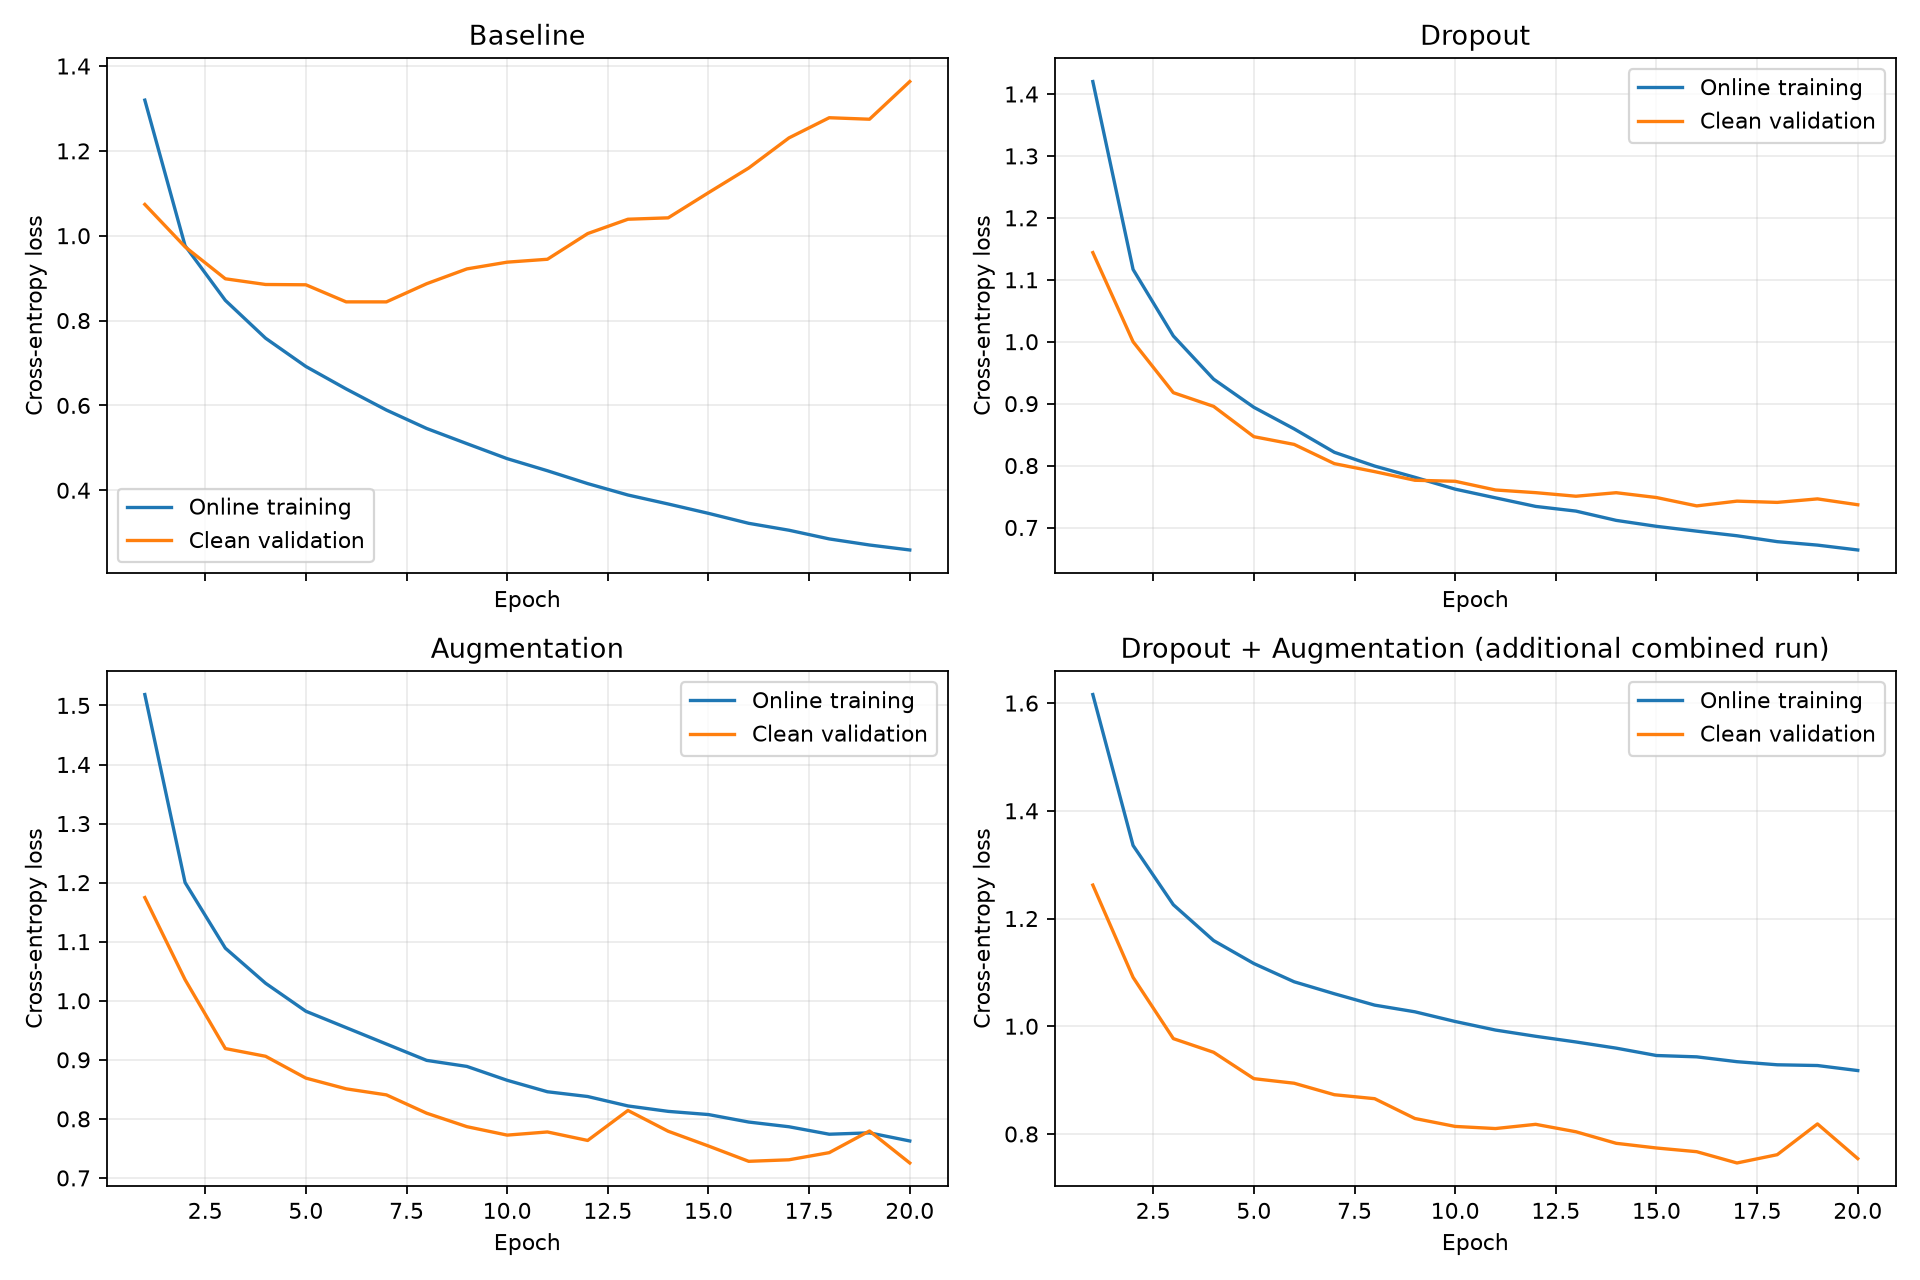 Baseline
1.4
1.2
1.0
0.8
0.6
0.4
Cross-entropy loss
Online training
Clean validation
Epoch
Dropout
1.4
1.3
1.2
1.1
1.0
0.9
0.8
0.7
Cross-entropy loss
Online training
Clean validation
Epoch
Augmentation
1.5
1.4
1.3
1.2
1.1
1.0
0.9
0.8
0.7
Cross-entropy loss
Online training
Clean validation
2.5 5.0 7.5 10.0 12.5 15.0 17.5 20.0
Epoch
Dropout + Augmentation (additional combined run)
1.6
1.4
1.2
1.0
0.8
Cross-entropy loss
Online training
Clean validation
2.5 5.0 7.5 10.0 12.5 15.0 17.5 20.0
Epoch